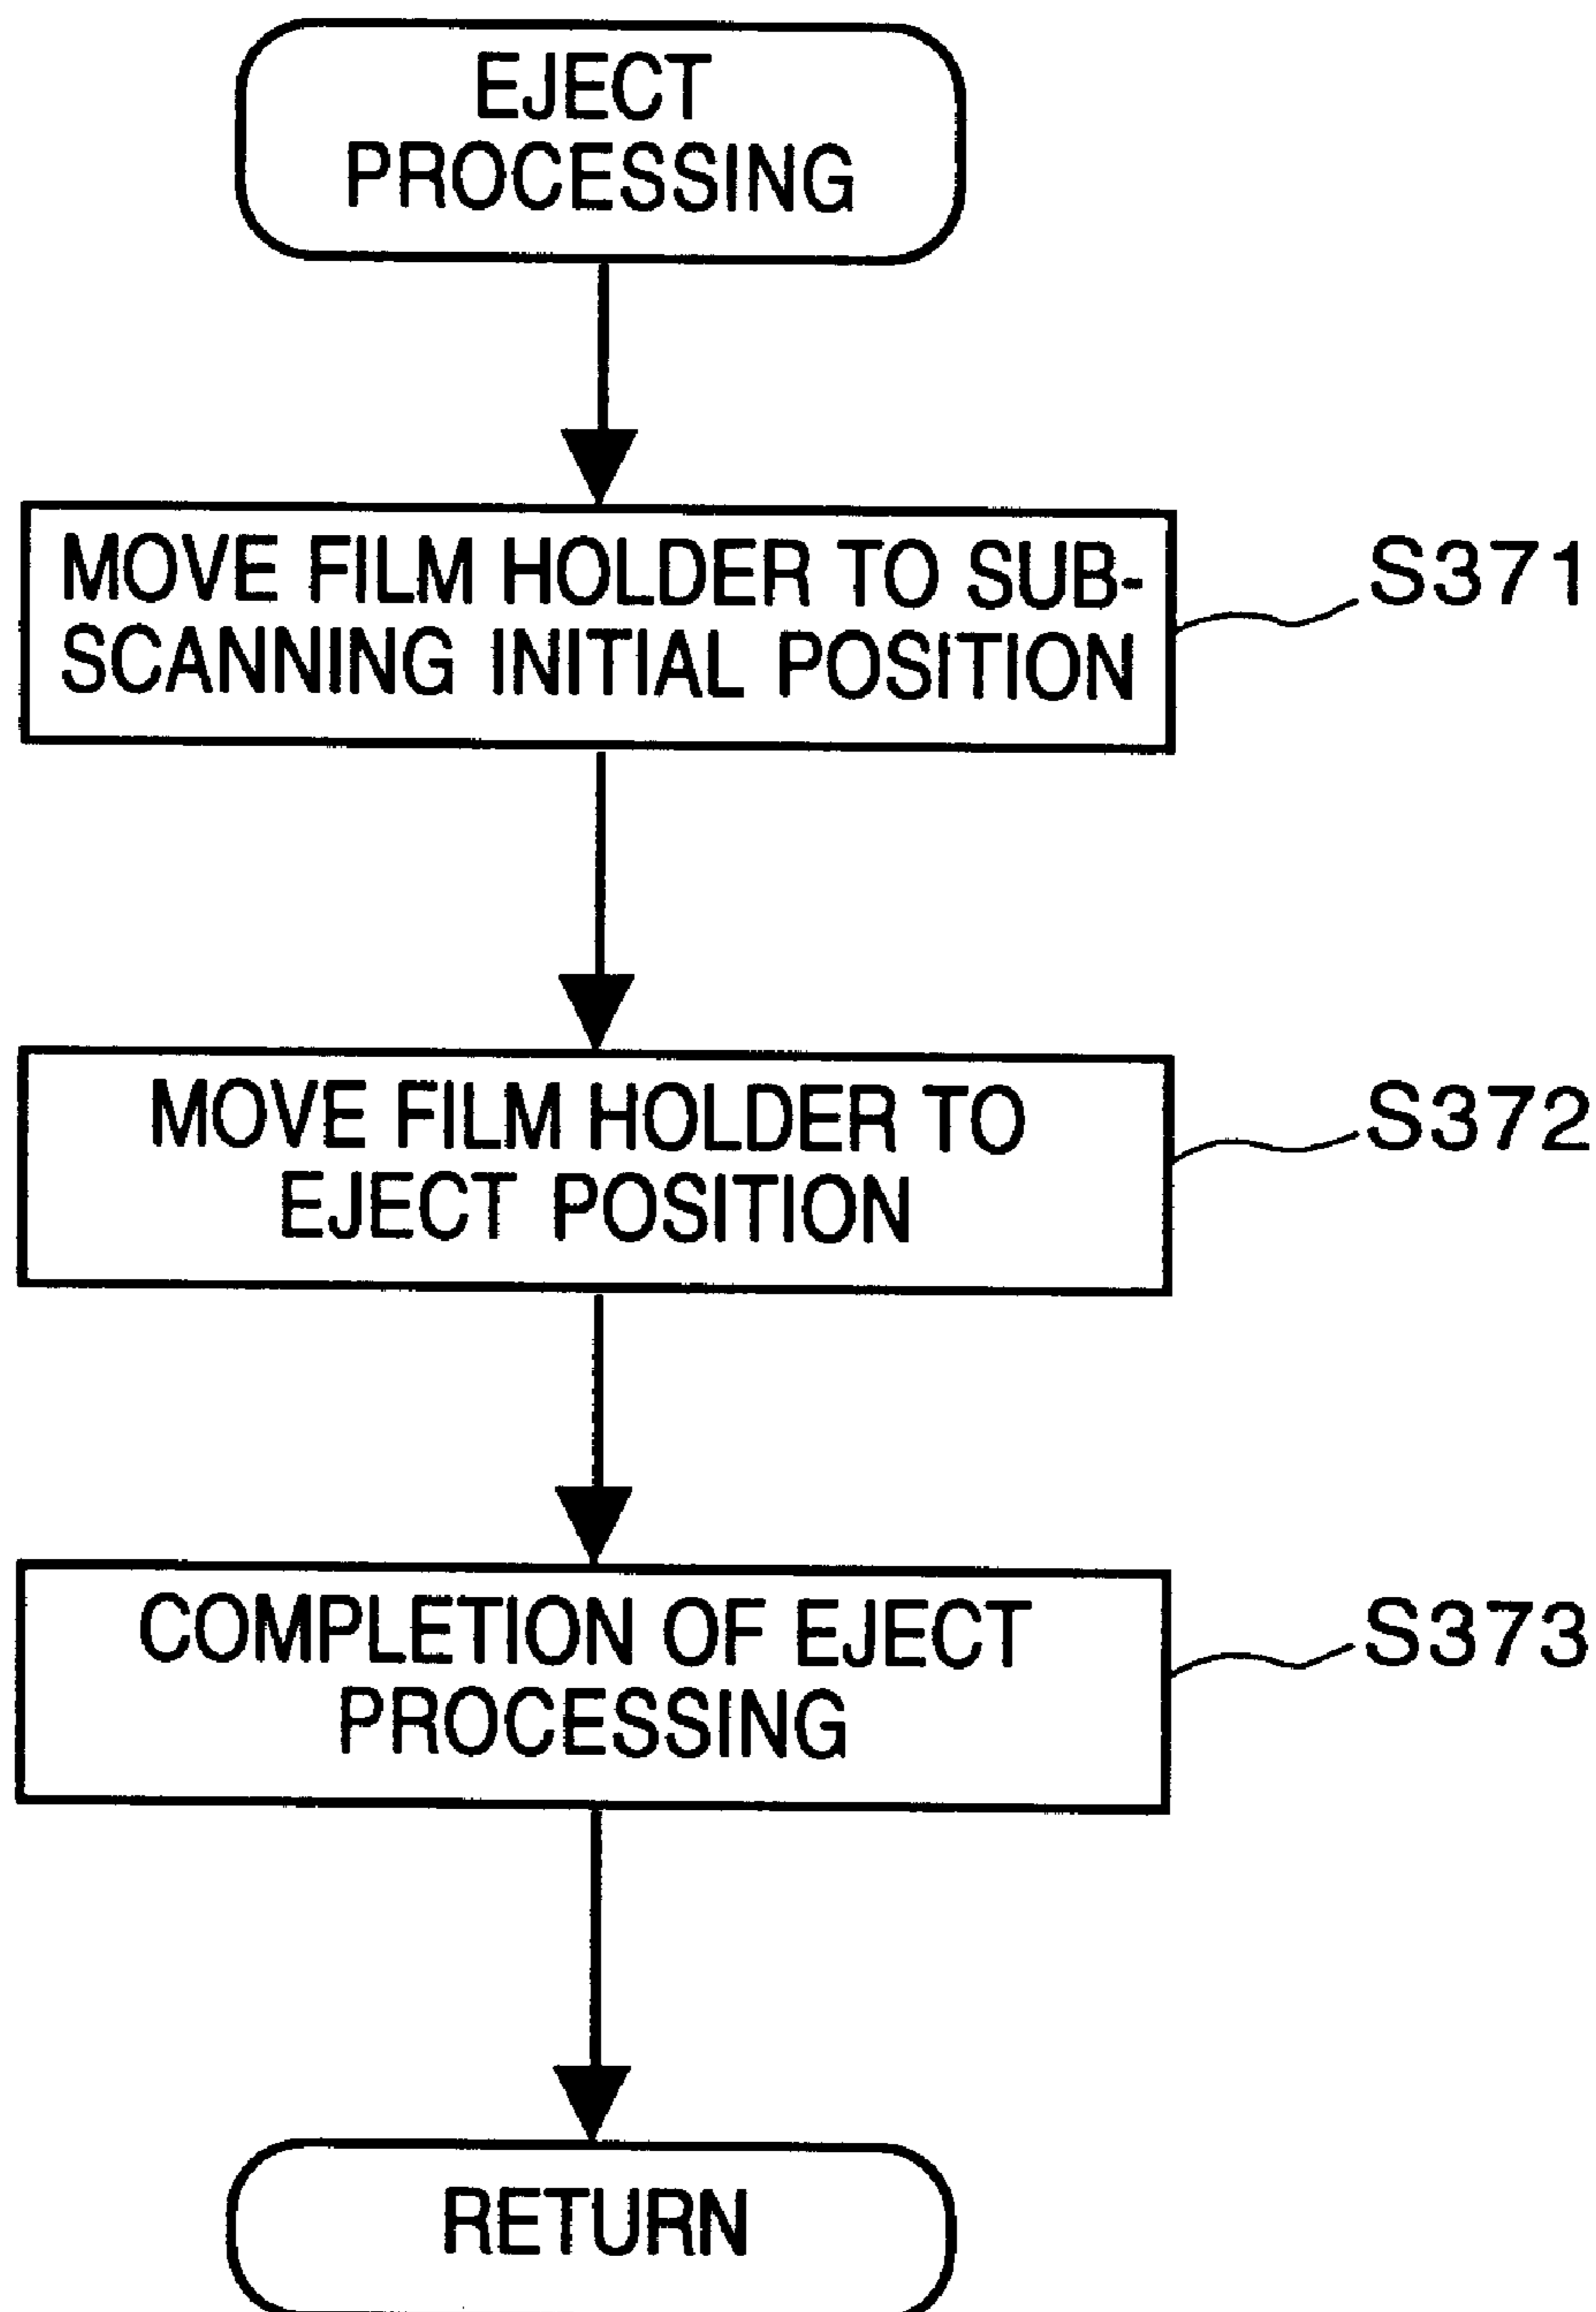 EJECT
PROCESSING
MOVE FILM HOLDER TO SUB-
SCANNING INITIAL POSITION
S371
MOVE FILM HOLDER TO
EJECT POSITION
S372
COMPLETION OF EJECT
PROCESSING
S373
RETURN